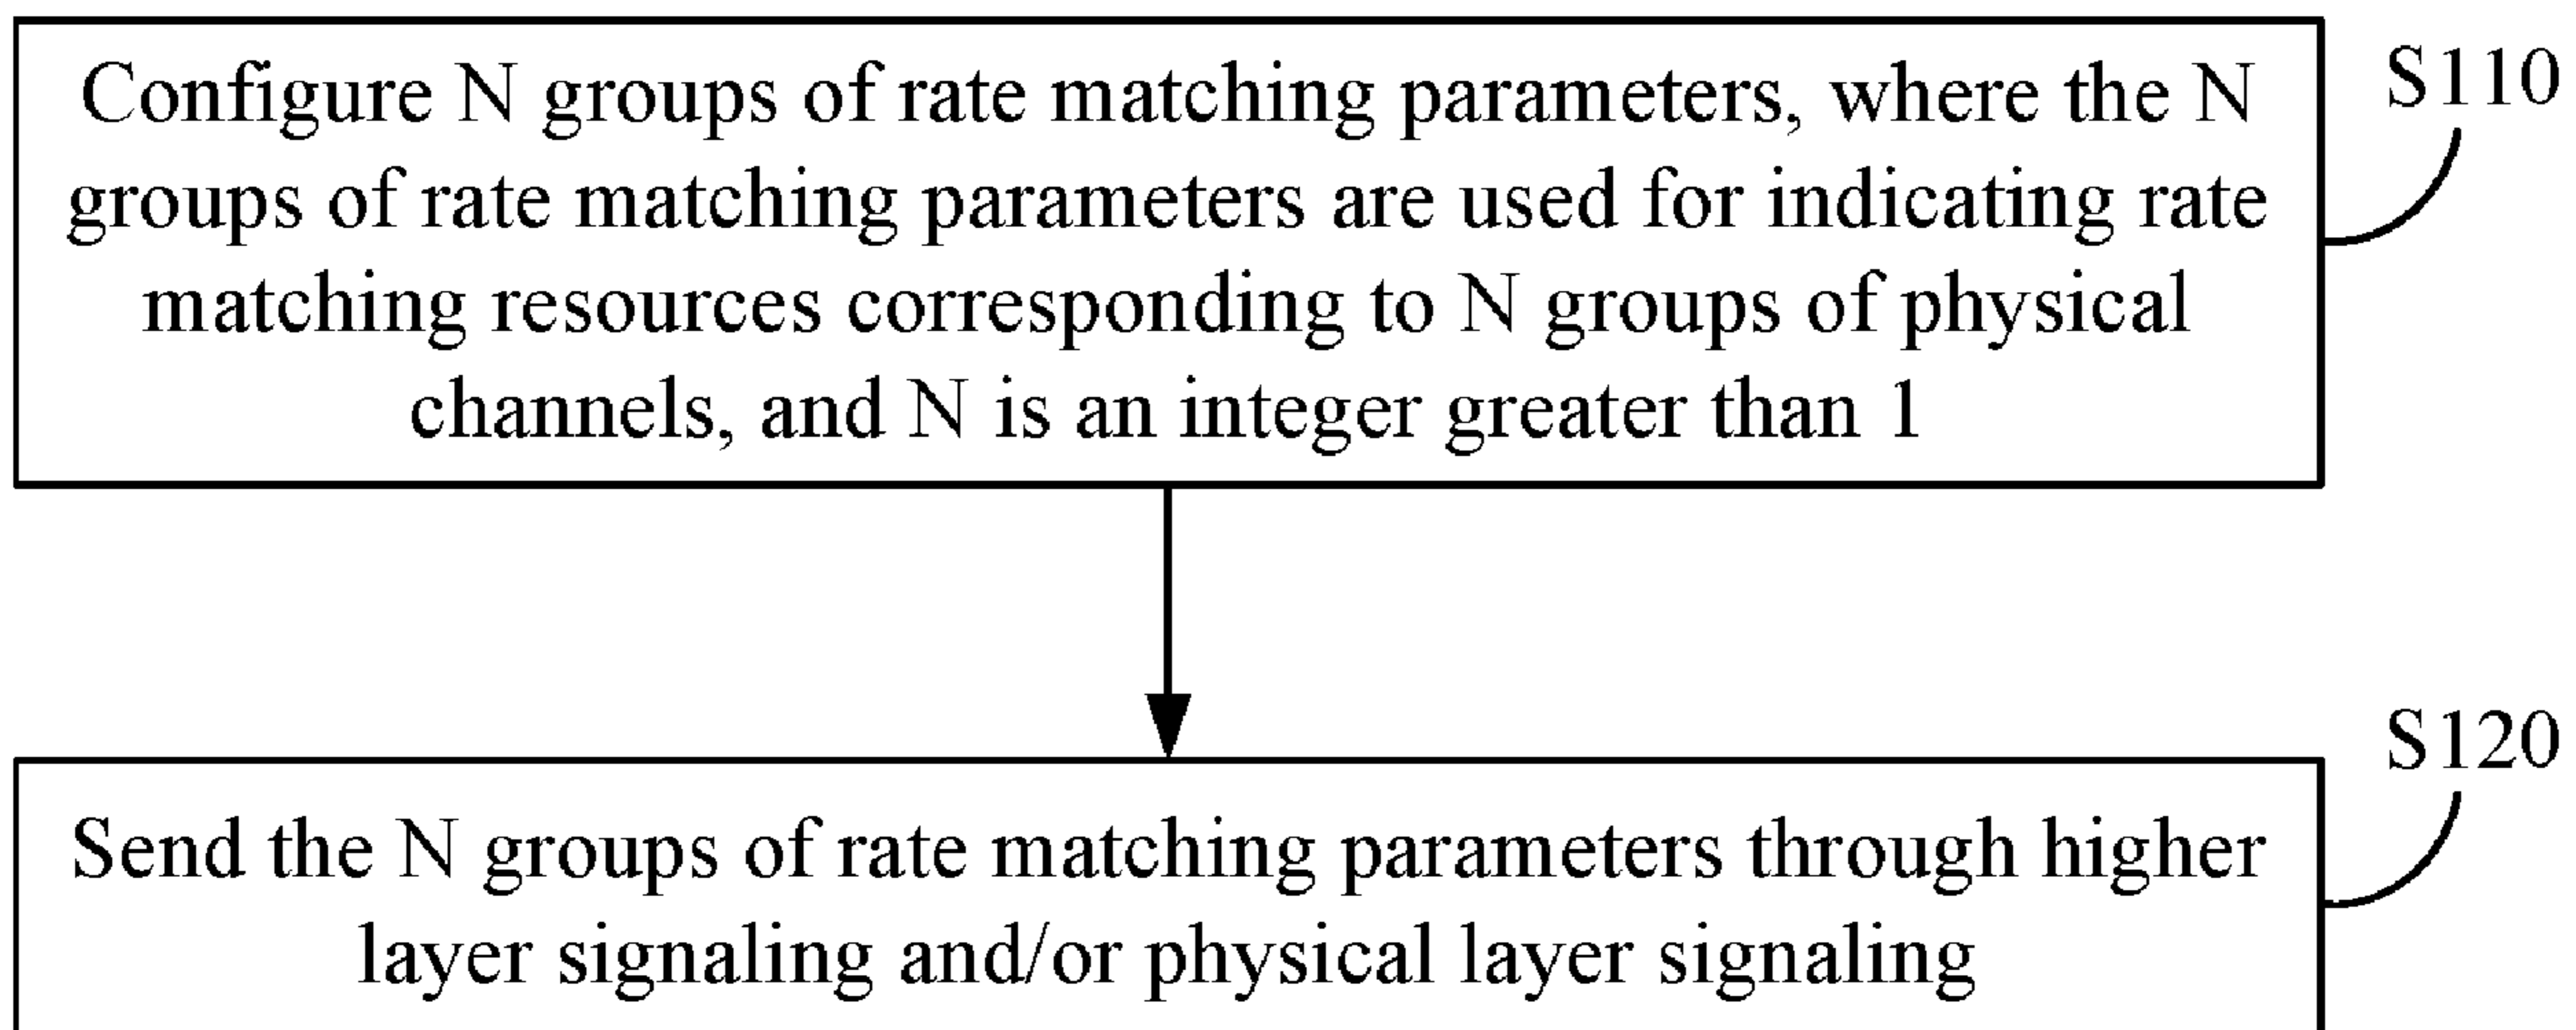 Configure N groups of rate matching parameters, where the N
groups of rate matching parameters are used for indicating rate
matching resources corresponding to N groups of physical
channels, and N is an integer greater than 1
S110
Send the N groups of rate matching parameters through higher
layer signaling and/or physical layer signaling
S120